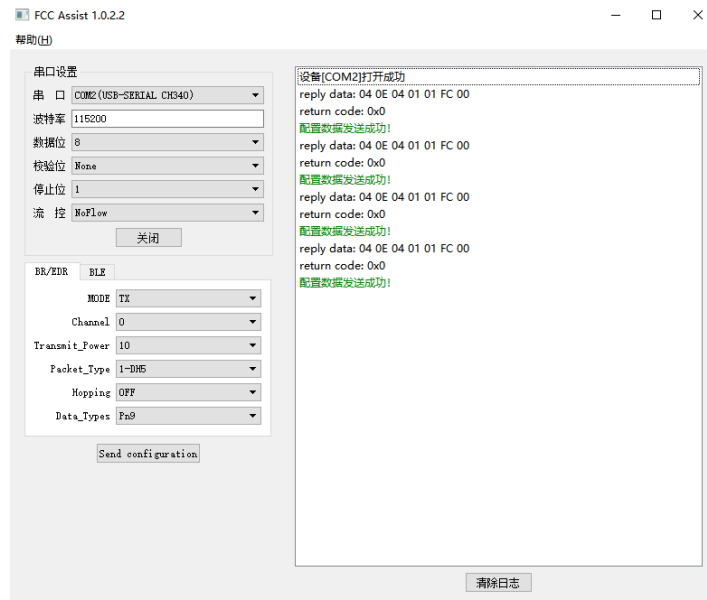 FCC Assist 1.0.2.2
帮助(H)
串口设置
串 口 COM2(USB-SERIAL CH340)
波特率 115200
数据位 8
校验位 None
停止位 1
流 控 NoFlow
关闭
BR/EDR BLE
MODE TX
Channel 0
Transmit_Power 10
Packet_Type 1-DH5
Hopping OFF
Data_Types Pn9
Send configuration
设备[COM2]打开成功
reply data: 04 0E 04 01 01 FC 00
return code: 0x0
配置数据发送成功!
reply data: 04 0E 04 01 01 FC 00
return code: 0x0
配置数据发送成功!
reply data: 04 0E 04 01 01 FC 00
return code: 0x0
配置数据发送成功!
reply data: 04 0E 04 01 01 FC 00
return code: 0x0
配置数据发送成功!
清除日志